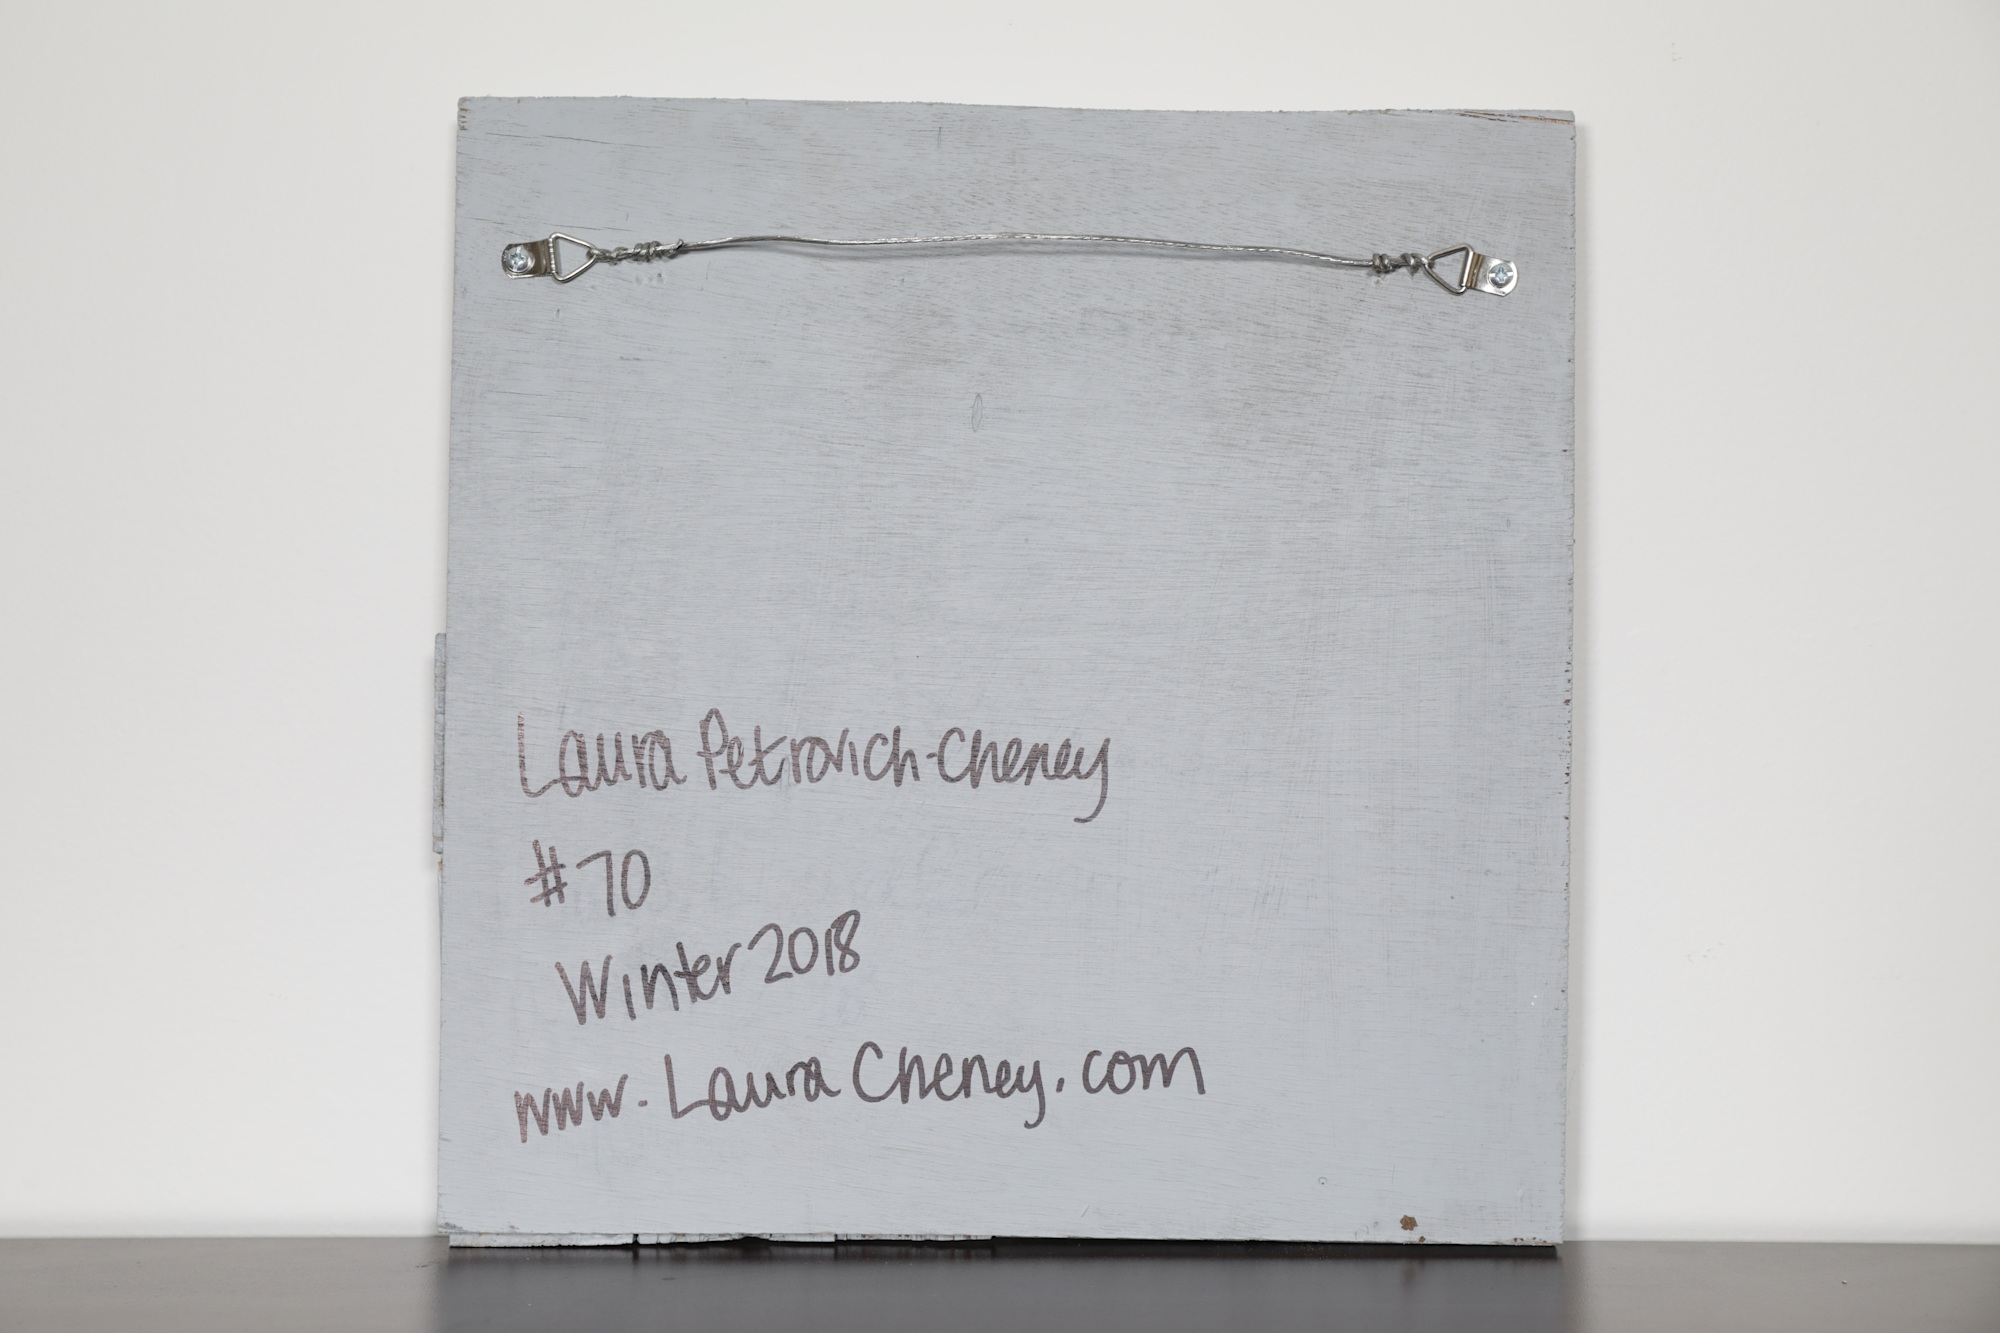 Laura Petrovich-Cheney
#70
Winter 2018
www.LauraCheney.com